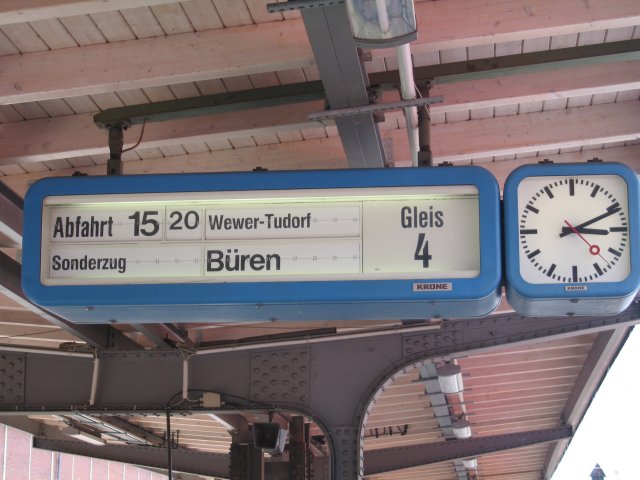 Abfahrt 15 20 Wewer-Tudorf
Sonderzug Büren
Gleis
4
KRONE
KRONE